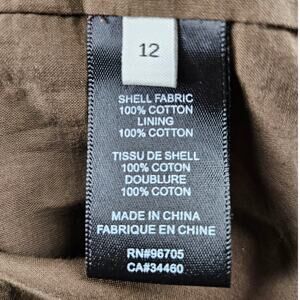 12
SHELL FABRIC
100% COTTON
LINING
100% COTTON
TISSU DE SHELL
100% COTON
DOUBLURE
100% COTON
MADE IN CHINA
FABRIQUE EN CHINE
RN#96705
CA#34460